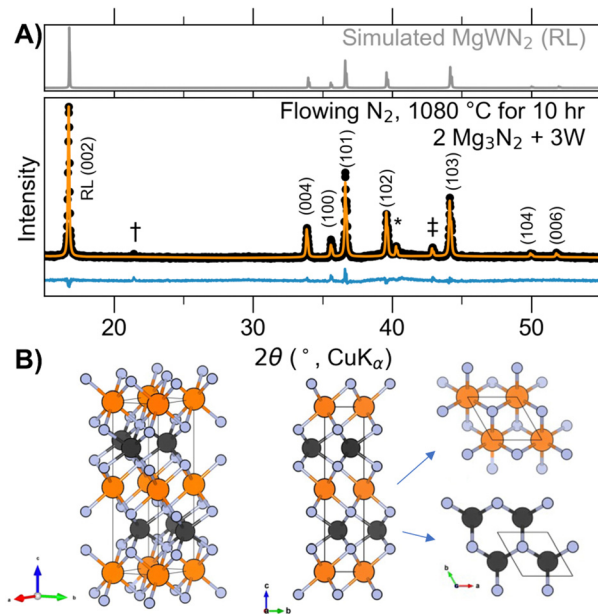 A)
Simulated MgWN₂ (RL)
Flowing N₂, 1080 °C for 10 hr
2 Mg₃N₂ + 3W
Intensity
RL (002)
†
(004)
(100)
(101)
(102)
*
‡
(103)
(104)
(006)
20 30 40 50
2θ (°, CuKα)
B)
c
a
b
c
b
b
a